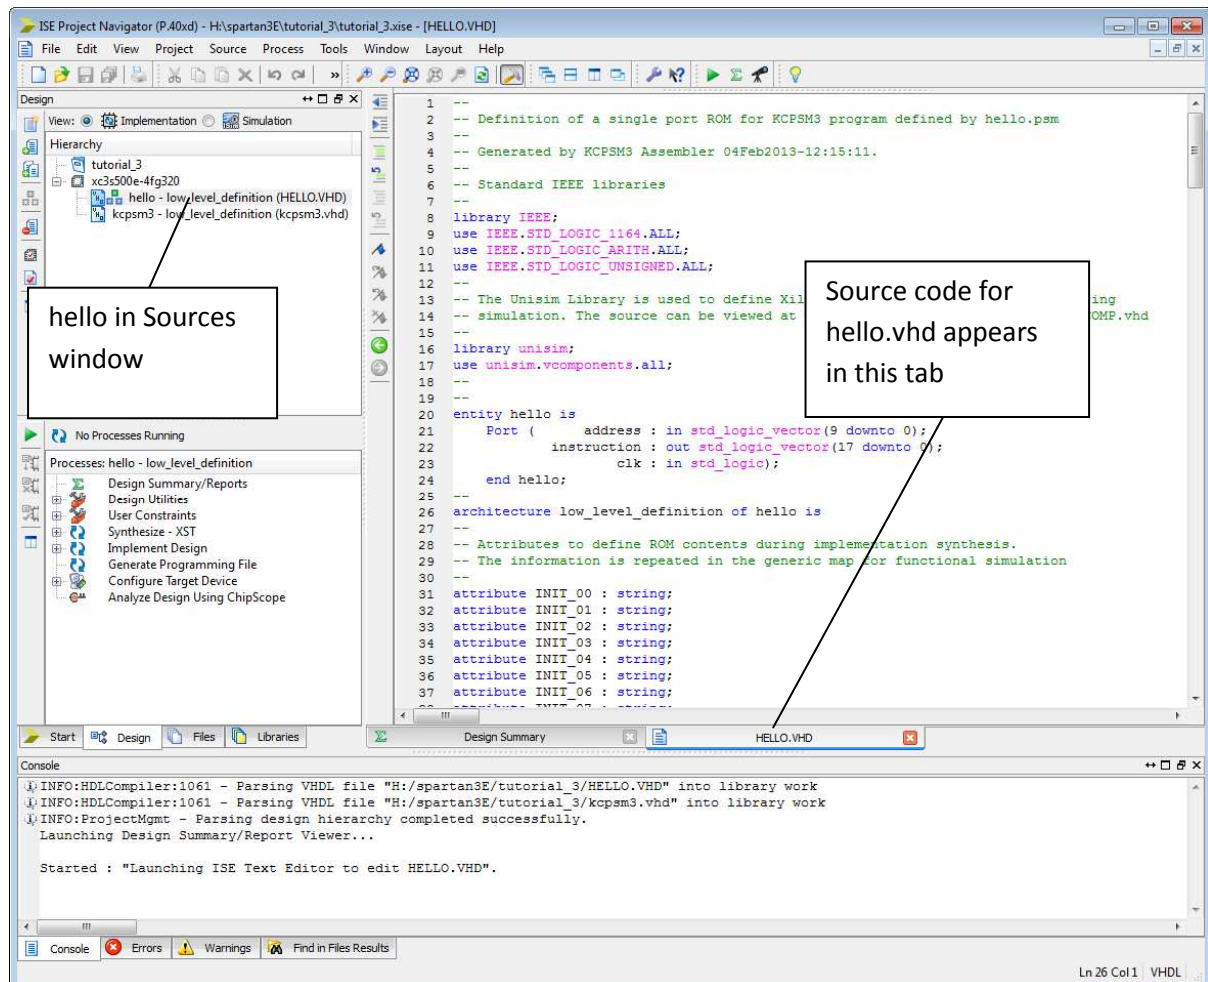 ISE Project Navigator (P.40xd) - H:\spartan3E\tutorial_3\tutorial_3.xise - [HELLO.VHD]
File Edit View Project Source Process Tools Window Layout Help
Design
View: Implementation Simulation
Hierarchy
tutorial_3
xc3s500e-4fg320
hello - low_level_definition (HELLO.VHD)
kcpsm3 - low_level_definition (kcpsm3.vhd)
hello in Sources
window
No Processes Running
Processes: hello - low_level_definition
Design Summary/Reports
Design Utilities
User Constraints
Synthesize - XST
Implement Design
Generate Programming File
Configure Target Device
Analyze Design Using ChipScope
Start Design Files Libraries
1 --
2 -- Definition of a single port ROM for KCPSM3 program defined by hello.psm
3 --
4 -- Generated by KCPSM3 Assembler 04Feb2013-12:15:11.
5 --
6 -- Standard IEEE libraries
7 --
8 library IEEE;
9 use IEEE.STD_LOGIC_1164.ALL;
10 use IEEE.STD_LOGIC_ARITH.ALL;
11 use IEEE.STD_LOGIC_UNSIGNED.ALL;
12 --
13 -- The Unisim Library is used to define Xil ing
14 -- simulation. The source can be viewed at OMP.vhd
15 --
16 library unisim;
17 use unisim.vcomponents.all;
18 --
19 --
20 entity hello is
21 Port ( address : in std_logic_vector(9 downto 0);
22 instruction : out std_logic_vector(17 downto 0);
23 clk : in std_logic);
24 end hello;
25 --
26 architecture low_level_definition of hello is
27 --
28 -- Attributes to define ROM contents during implementation synthesis.
29 -- The information is repeated in the generic map for functional simulation
30 --
31 attribute INIT_00 : string;
32 attribute INIT_01 : string;
33 attribute INIT_02 : string;
34 attribute INIT_03 : string;
35 attribute INIT_04 : string;
36 attribute INIT_05 : string;
37 attribute INIT_06 : string;
Source code for
hello.vhd appears
in this tab
Design Summary HELLO.VHD
Console
INFO:HDLCompiler:1061 - Parsing VHDL file "H:/spartan3E/tutorial_3/HELLO.VHD" into library work
INFO:HDLCompiler:1061 - Parsing VHDL file "H:/spartan3E/tutorial_3/kcpsm3.vhd" into library work
INFO:ProjectMgmt - Parsing design hierarchy completed successfully.
Launching Design Summary/Report Viewer...
Started : "Launching ISE Text Editor to edit HELLO.VHD".
Console Errors Warnings Find in Files Results
Ln 26 Col 1 VHDL